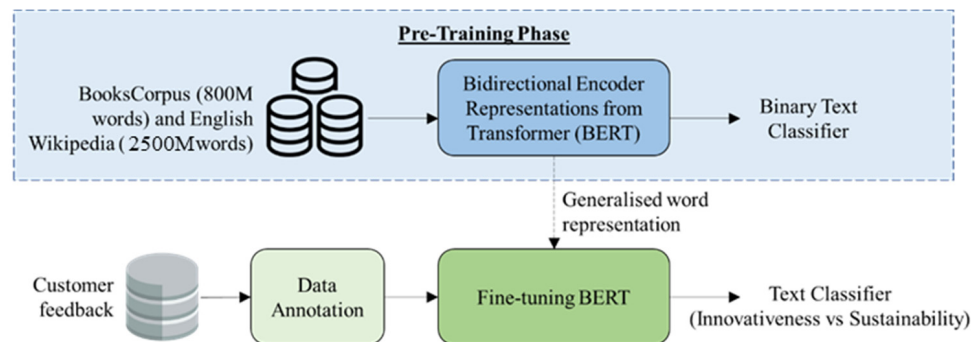 Pre-Training Phase
BooksCorpus (800M
words) and English
Wikipedia (2500Mwords)
Bidirectional Encoder
Representations from
Transformer (BERT)
Binary Text
Classifier
Generalised word
representation
Customer
feedback
Data
Annotation
Fine-tuning BERT
Text Classifier
(Innovativeness vs Sustainability)